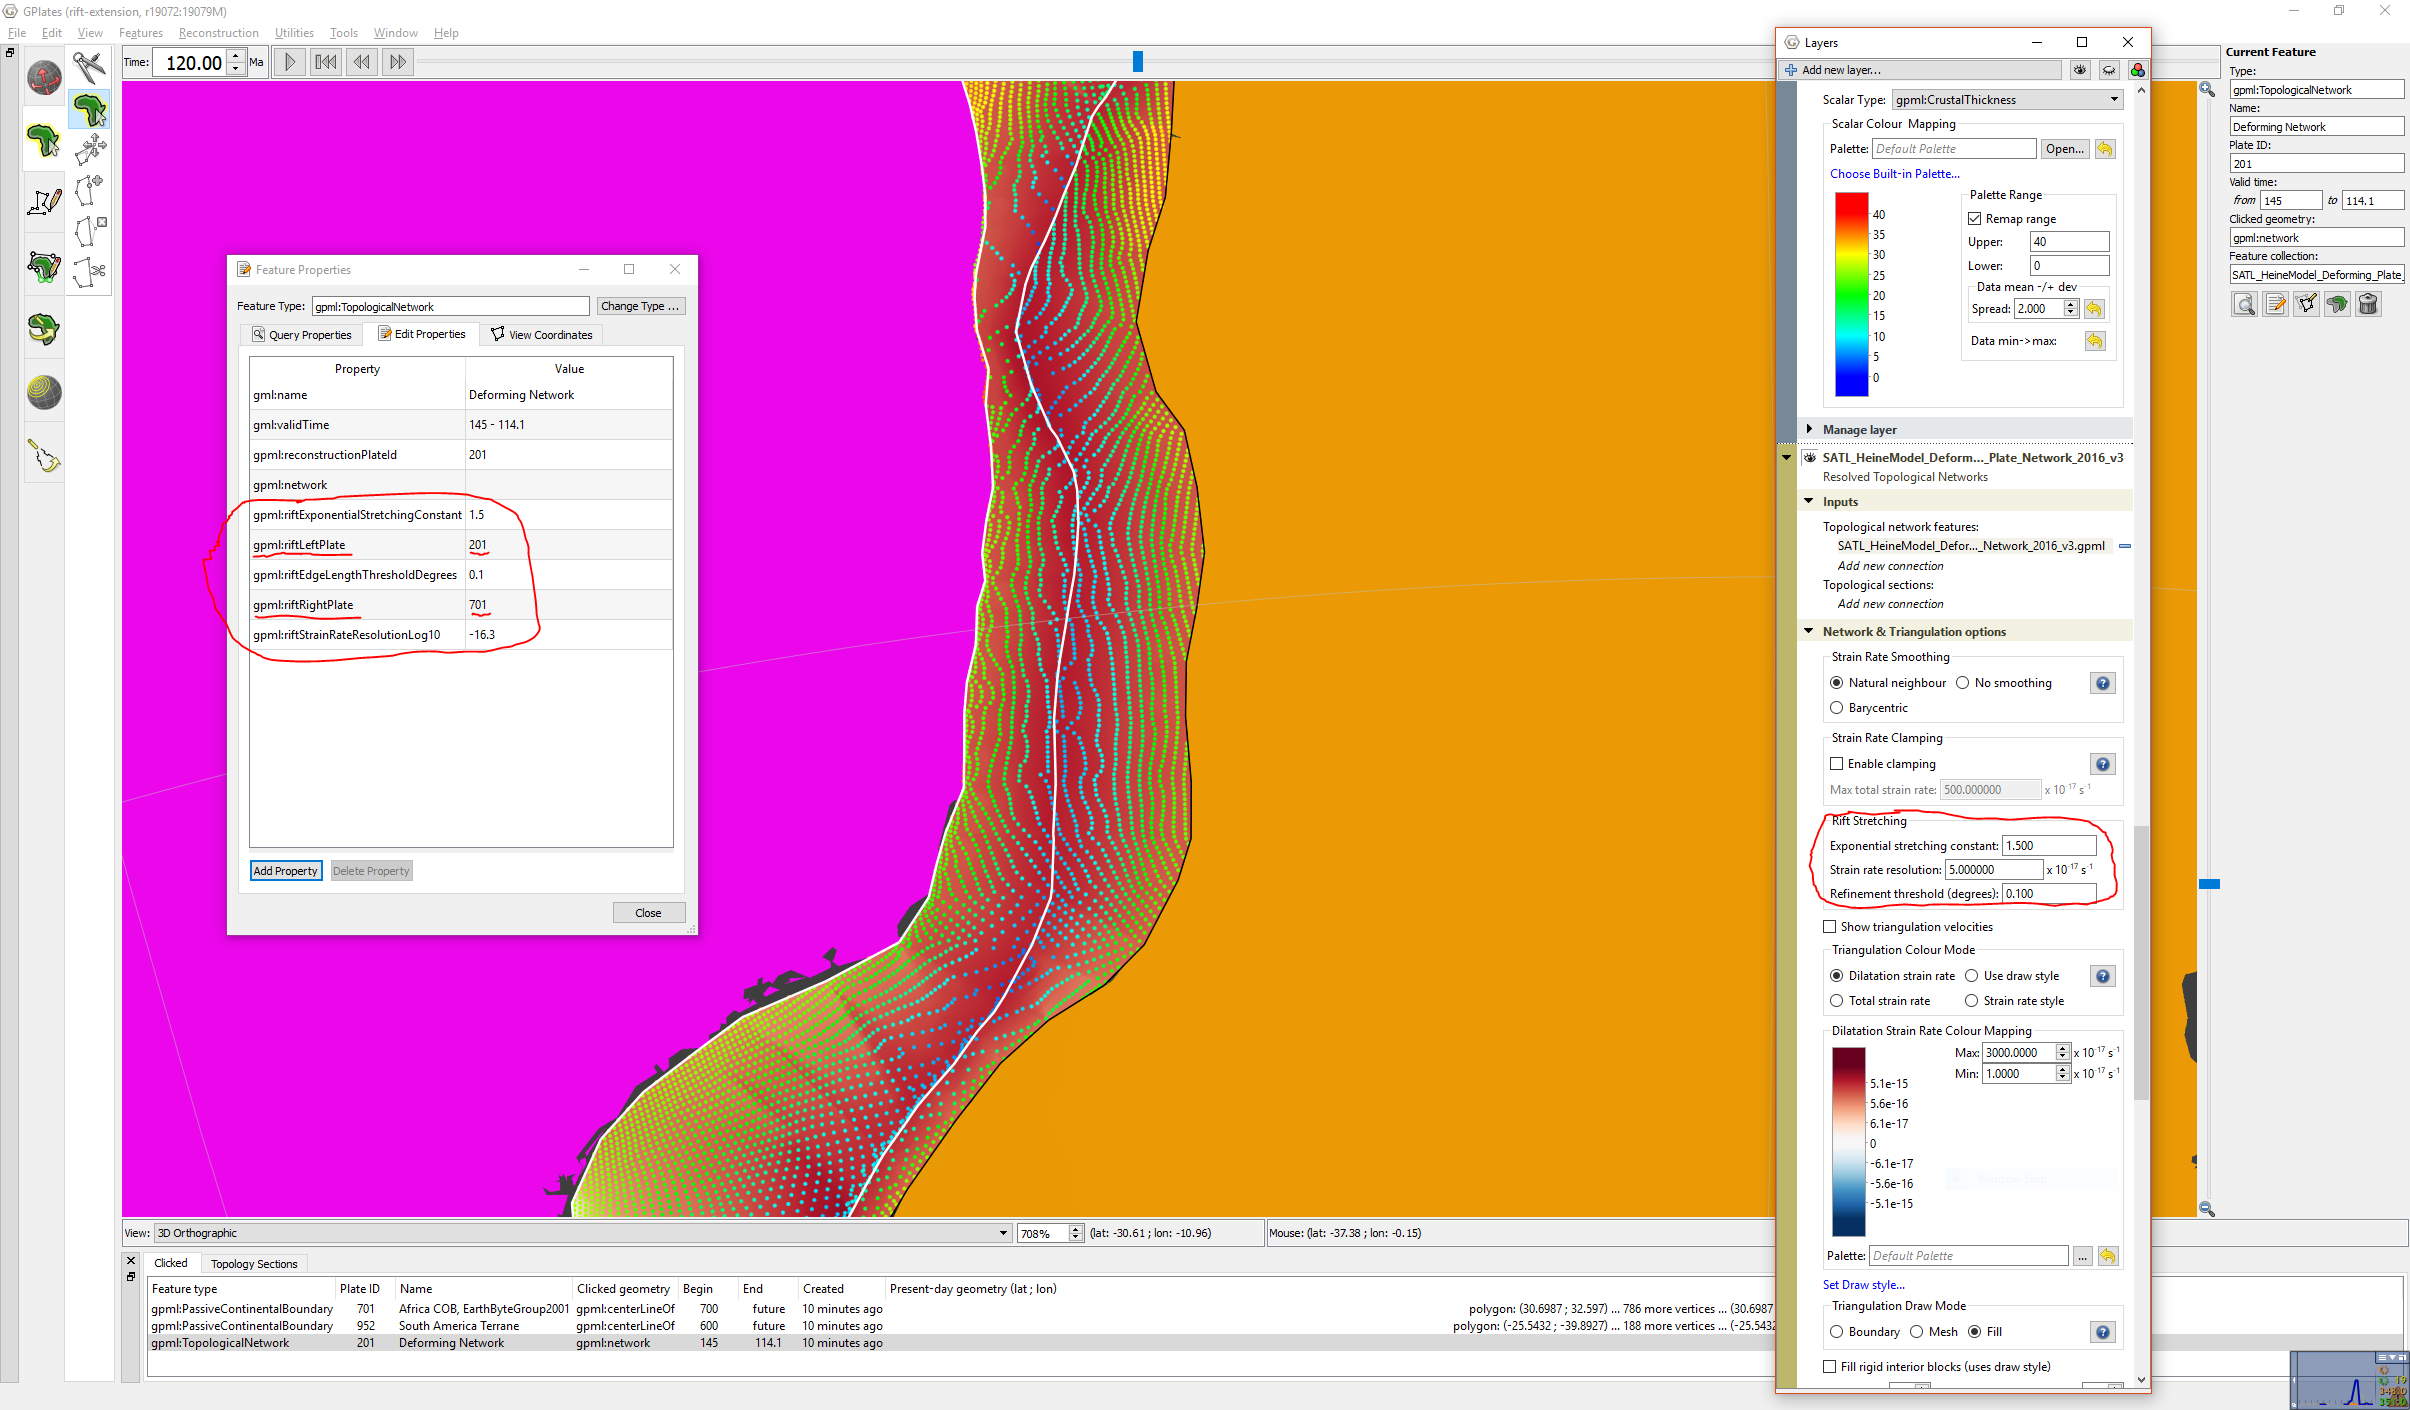 GPlates (rift-extension, r19072:19079M)
File Edit View Features Reconstruction Utilities Tools Window Help
Time: 120.00 Ma
Feature Properties
Feature Type: gpml:TopologicalNetwork Change Type ...
Query Properties Edit Properties View Coordinates
Property Value
gml:name Deforming Network
gml:validTime 145 - 114.1
gpml:reconstructionPlateId 201
gpml:network
gpml:riftExponentialStretchingConstant 1.5
gpml:riftLeftPlate 201
gpml:riftEdgeLengthThresholdDegrees 0.1
gpml:riftRightPlate 701
gpml:riftStrainRateResolutionLog10 -16.3
Add Property Delete Property
Close
Layers
Add new layer...
Scalar Type: gpml:CrustalThickness
Scalar Colour Mapping
Palette: Default Palette Open...
Choose Built-in Palette...
40
35
30
25
20
15
10
5
0
Palette Range
Remap range
Upper: 40
Lower: 0
Data mean -/+ dev
Spread: 2.000
Data min->max:
Manage layer
SATL_HeineModel_Deform..._Plate_Network_2016_v3
Resolved Topological Networks
Inputs
Topological network features:
SATL_HeineModel_Defor..._Network_2016_v3.gpml
Add new connection
Topological sections:
Add new connection
Network & Triangulation options
Strain Rate Smoothing
Natural neighbour No smoothing
Barycentric
Strain Rate Clamping
Enable clamping
Max total strain rate: 500.000000 x 10-17 s-1
Rift Stretching
Exponential stretching constant: 1.500
Strain rate resolution: 5.000000 x 10-17 s-1
Refinement threshold (degrees): 0.100
Show triangulation velocities
Triangulation Colour Mode
Dilatation strain rate Use draw style
Total strain rate Strain rate style
Dilatation Strain Rate Colour Mapping
Max: 3000.0000 x 10-17 s-1
Min: 1.0000 x 10-17 s-1
5.1e-15
5.6e-16
6.1e-17
0
-6.1e-17
-5.6e-16
-5.1e-15
Palette: Default Palette ...
Set Draw style...
Triangulation Draw Mode
Boundary Mesh Fill
Fill rigid interior blocks (uses draw style)
Current Feature
Type:
gpml:TopologicalNetwork
Name:
Deforming Network
Plate ID:
201
Valid time:
from 145 to 114.1
Clicked geometry:
gpml:network
Feature collection:
SATL_HeineModel_Deforming_Plate_
View: 3D Orthographic 708% (lat: -30.61 ; lon: -10.96) Mouse: (lat: -37.38 ; lon: -0.15)
Clicked Topology Sections
Feature type Plate ID Name Clicked geometry Begin End Created Present-day geometry (lat ; lon)
gpml:PassiveContinentalBoundary 701 Africa COB, EarthByteGroup2001 gpml:centerLineOf 700 future 10 minutes ago polygon: (30.6987 ; 32.597) ... 786 more vertices ... (30.6987
gpml:PassiveContinentalBoundary 952 South America Terrane gpml:centerLineOf 600 future 10 minutes ago polygon: (-25.5432 ; -39.8927) ... 188 more vertices ... (-25.5432
gpml:TopologicalNetwork 201 Deforming Network gpml:network 145 114.1 10 minutes ago